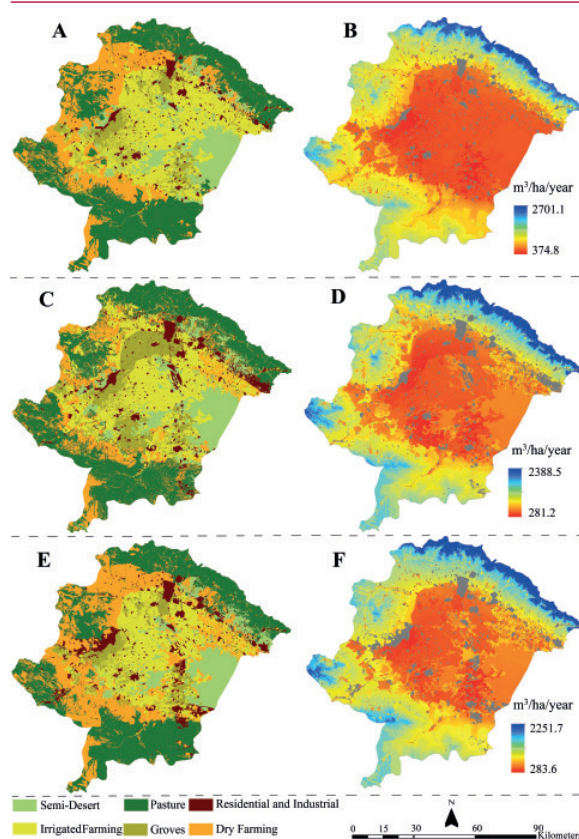 A
B
m³/ha/year
2701.1
374.8
C
D
m³/ha/year
2388.5
281.2
E
F
m³/ha/year
2251.7
283.6
Semi-Desert Pasture Residential and Industrial
Irrigated Farming Groves Dry Farming
N
0 15 30 60 90
Kilometers